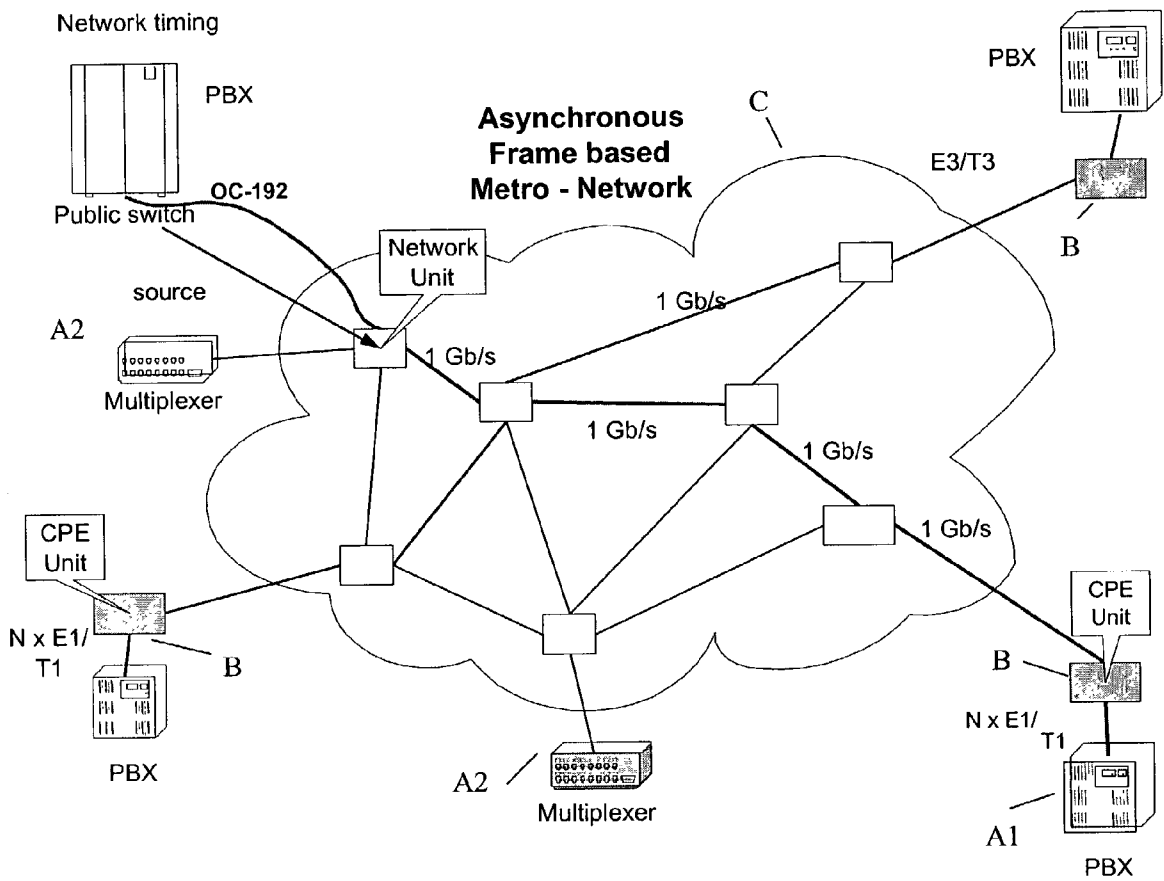 Network timing
PBX
Public switch
OC-192
source
A2
Multiplexer
Network
Unit
Asynchronous
Frame based
Metro - Network
C
PBX
E3/T3
B
1 Gb/s
1 Gb/s
1 Gb/s
1 Gb/s
1 Gb/s
CPE
Unit
N x E1/
T1
B
PBX
A2
Multiplexer
CPE
Unit
B
N x E1/
T1
A1
PBX